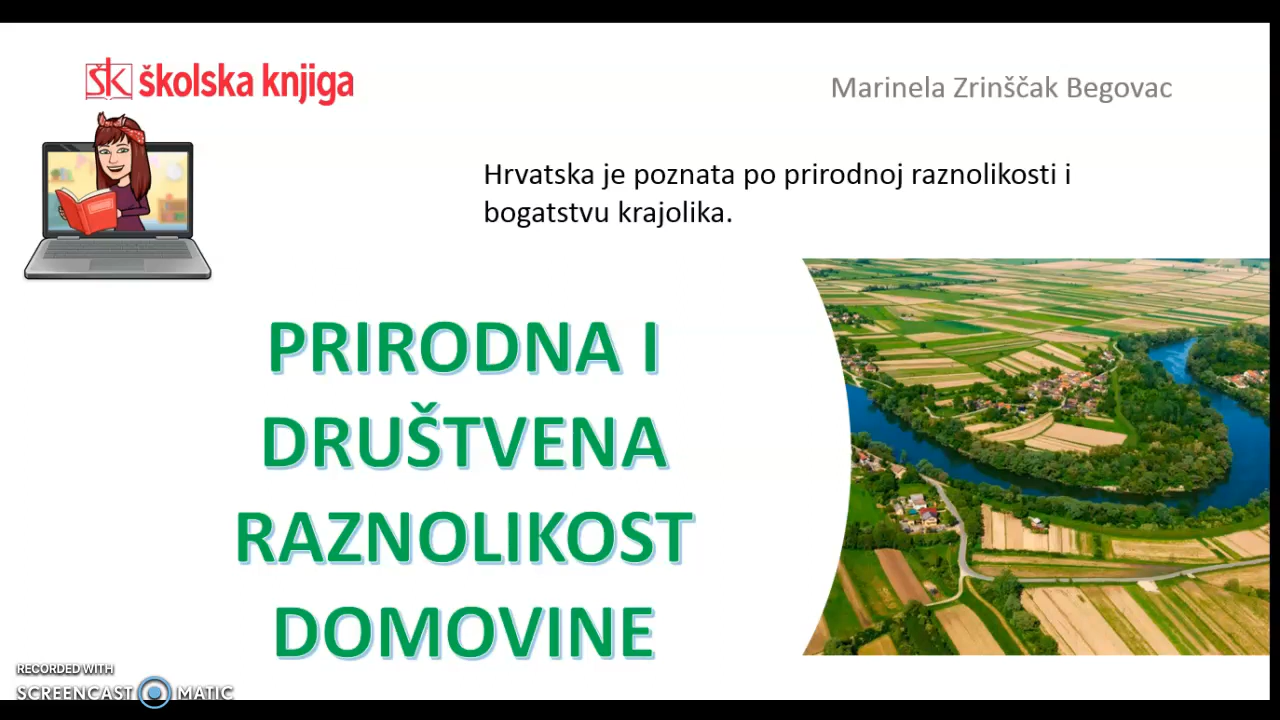 ŠK školska knjiga
Marinela Zrinščak Begovac
Hrvatska je poznata po prirodnoj raznolikosti i
bogatstvu krajolika.
PRIRODNA I
DRUŠTVENA
RAZNOLIKOST
DOMOVINE
RECORDED WITH
SCREENCAST MATIC